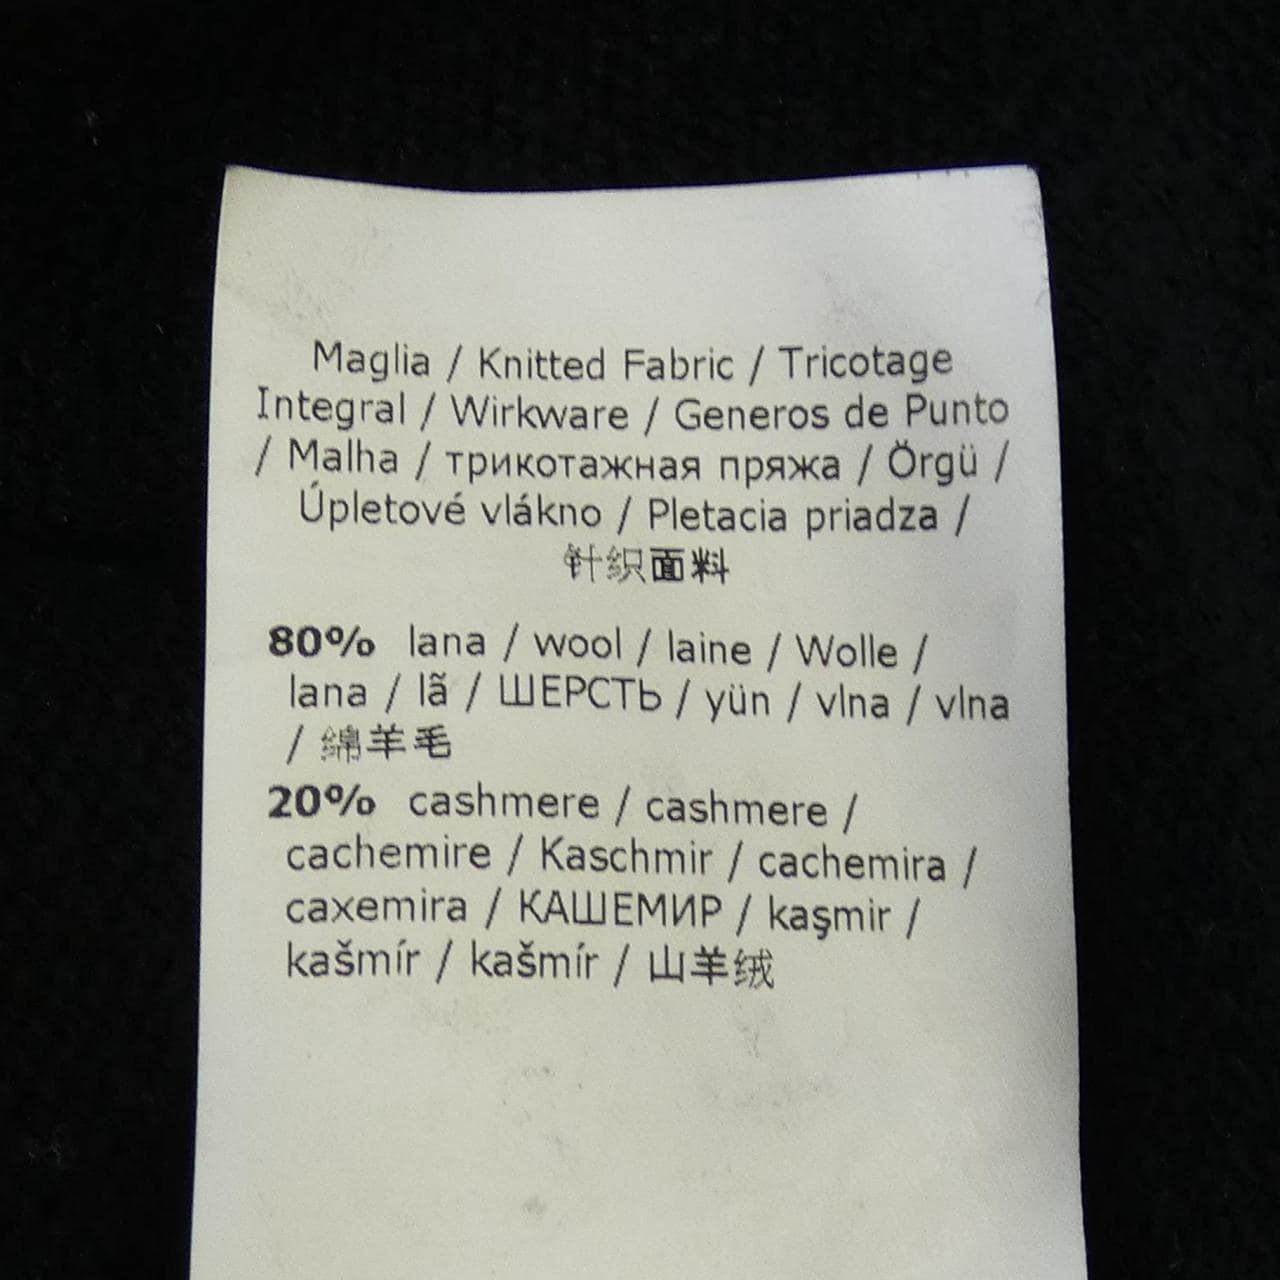 Maglia / Knitted Fabric / Tricotage
Integral / Wirkware / Generos de Punto
/ Malha / трикотажная пряжа / Örgü /
Úpletové vlákno / Pletacia priadza /
针织面料
80% lana / wool / laine / Wolle /
lana / lã / ШЕРСТЬ / yün / vlna / vlna
/ 绵羊毛
20% cashmere / cashmere /
cachemire / Kaschmir / cachemira /
caxemira / КАШЕМИР / kaşmir /
kašmír / kašmír / 山羊绒